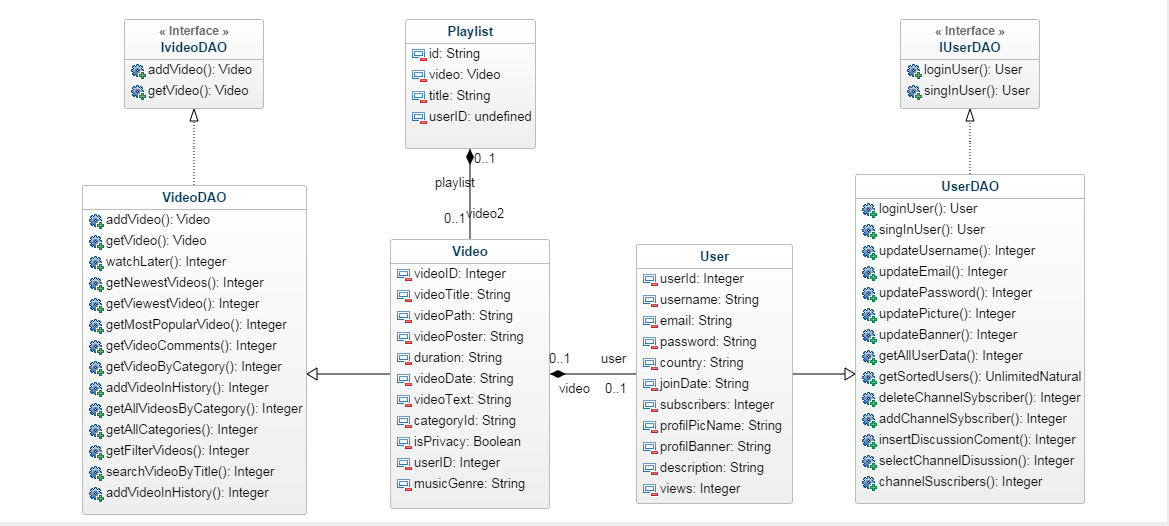 « Interface »
IvideoDAO
addVideo(): Video
getVideo(): Video
Playlist
id: String
video: Video
title: String
userID: undefined
« Interface »
IUserDAO
loginUser(): User
singInUser(): User
0..1
playlist
0..1
video2
VideoDAO
addVideo(): Video
getVideo(): Video
watchLater(): Integer
getNewestVideos(): Integer
getViewestVideo(): Integer
getMostPopularVideo(): Integer
getVideoComments(): Integer
getVideoByCategory(): Integer
addVideoInHistory(): Integer
getAllVideosByCategory(): Integer
getAllCategories(): Integer
getFilterVideos(): Integer
searchVideoByTitle(): Integer
addVideoInHistory(): Integer
Video
videoID: Integer
videoTitle: String
videoPath: String
videoPoster: String
duration: String
videoDate: String
videoText: String
categoryId: String
isPrivacy: Boolean
userID: Integer
musicGenre: String
0..1
user
video
0..1
User
userId: Integer
username: String
email: String
password: String
country: String
joinDate: String
subscribers: Integer
profilPicName: String
profilBanner: String
description: String
views: Integer
UserDAO
loginUser(): User
singInUser(): User
updateUsername(): Integer
updateEmail(): Integer
updatePassword(): Integer
updatePicture(): Integer
updateBanner(): Integer
getAllUserData(): Integer
getSortedUsers(): UnlimitedNatural
deleteChannelSybscriber(): Integer
addChannelSybscriber(): Integer
insertDiscussionComent(): Integer
selectChannelDisussion(): Integer
channelSuscribers(): Integer